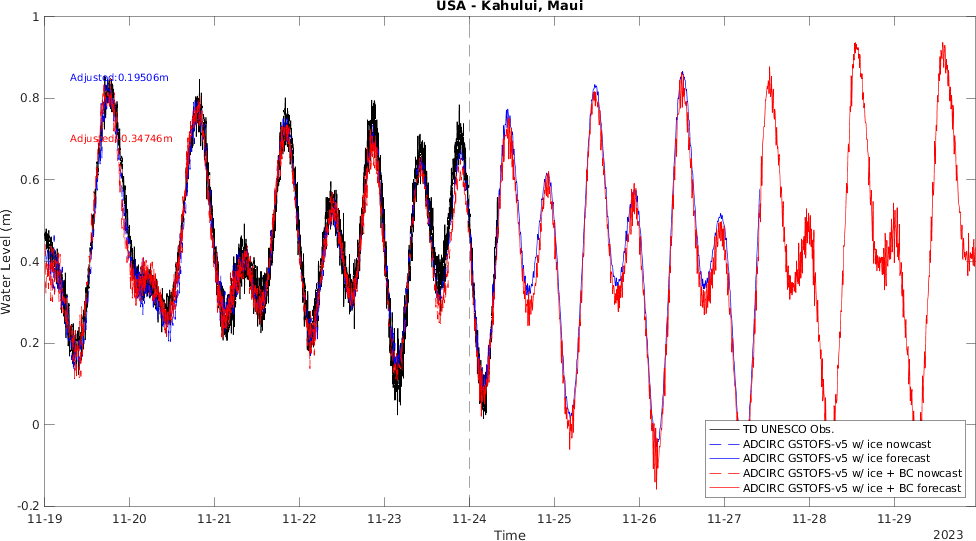 USA - Kahului, Maui
1
Adjusted:0.19506m
0.8
Adjusted:0.34746m
0.6
Water Level (m)
0.4
0.2
0
TD UNESCO Obs.
ADCIRC GSTOFS-v5 w/ ice nowcast
ADCIRC GSTOFS-v5 w/ ice forecast
ADCIRC GSTOFS-v5 w/ ice + BC nowcast
ADCIRC GSTOFS-v5 w/ ice + BC forecast
-0.2
11-19 11-20 11-21 11-22 11-23 11-24 11-25 11-26 11-26 11-27 11-28 11-29
Time
2023